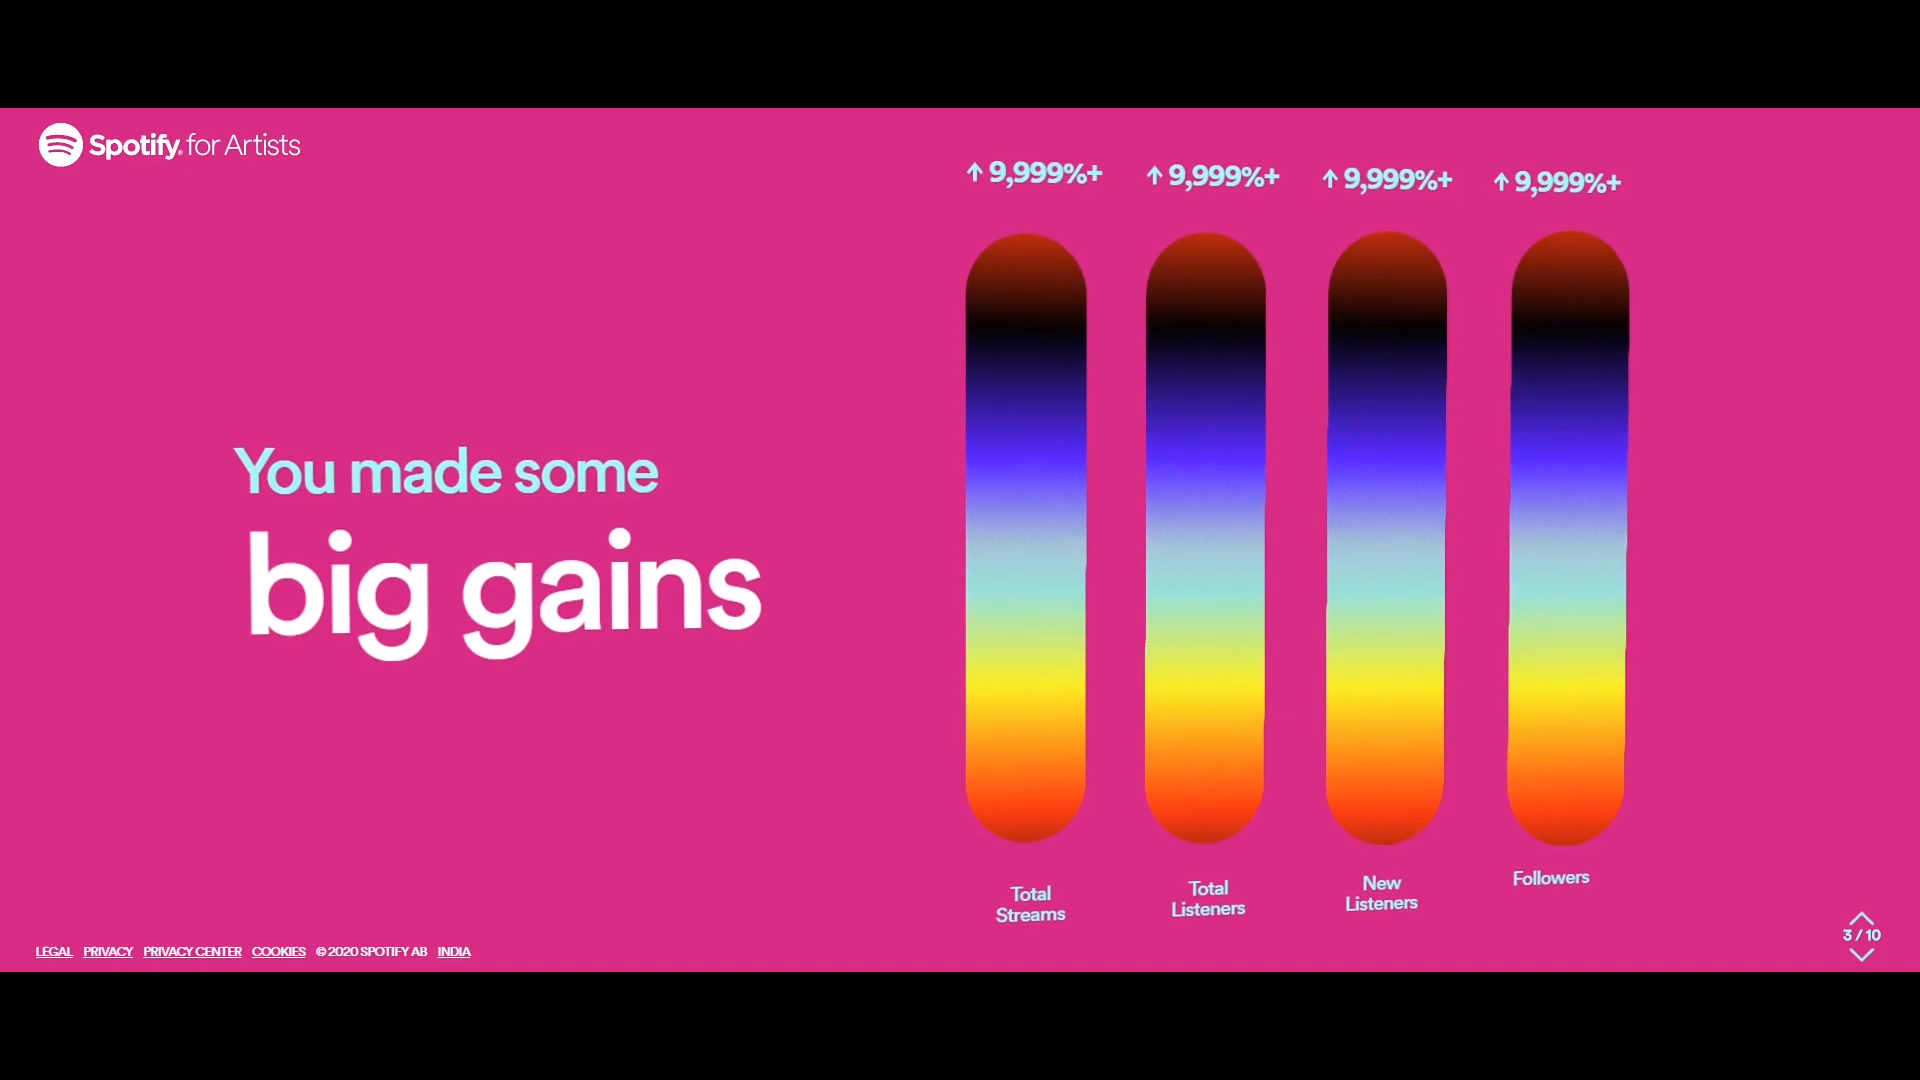 Spotify for Artists
↑ 9,999%+ ↑ 9,999%+ ↑ 9,999%+ ↑ 9,999%+
You made some
big gains
Total
Streams
Total
Listeners
New
Listeners
Followers
3 / 10
LEGAL PRIVACY PRIVACY CENTER COOKIES © 2020 SPOTIFY AB INDIA